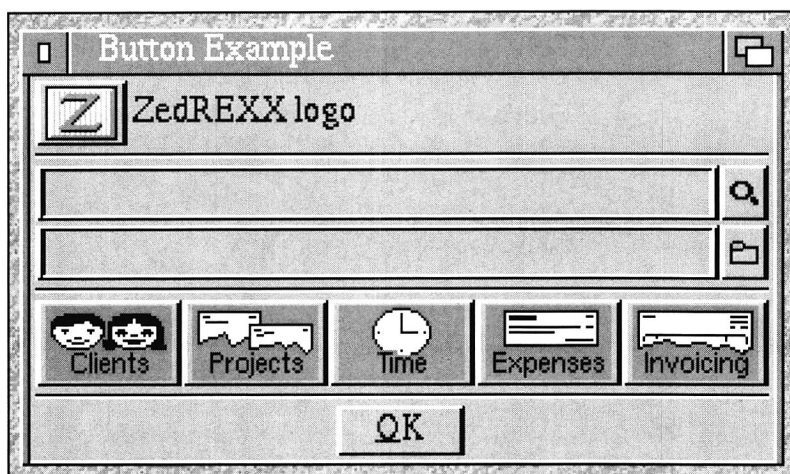 Button Example
Z ZedREXX logo
Clients Projects Time Expenses Invoicing
OK